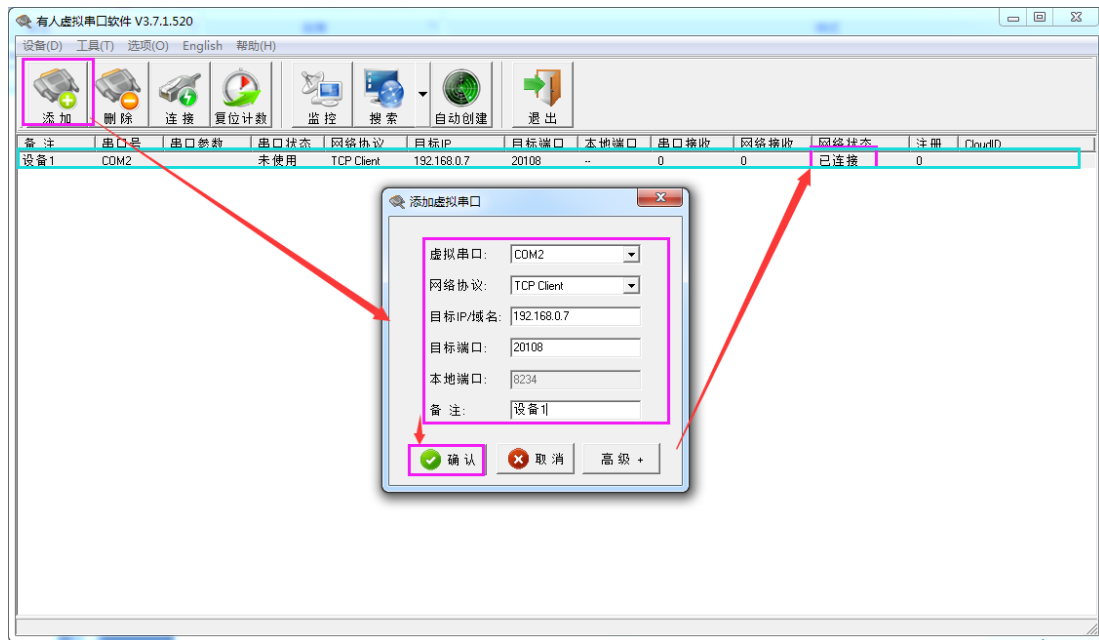 有人虚拟串口软件 V3.7.1.520
设备(D) 工具(T) 选项(O) English 帮助(H)
添 加 删 除 连 接 复位计数 监 控 搜 索 自动创建 退 出
备 注 串口号 串口参数 串口状态 网络协议 目标IP 目标端口 本地端口 串口接收 网络接收 网络状态 注册 CloudID
设备1 COM2 未使用 TCP Client 192.168.0.7 20108 -- 0 0 已连接 0
添加虚拟串口
虚拟串口: COM2
网络协议: TCP Client
目标IP/域名: 192.168.0.7
目标端口: 20108
本地端口: 8234
备 注: 设备1
确 认 取 消 高 级 +